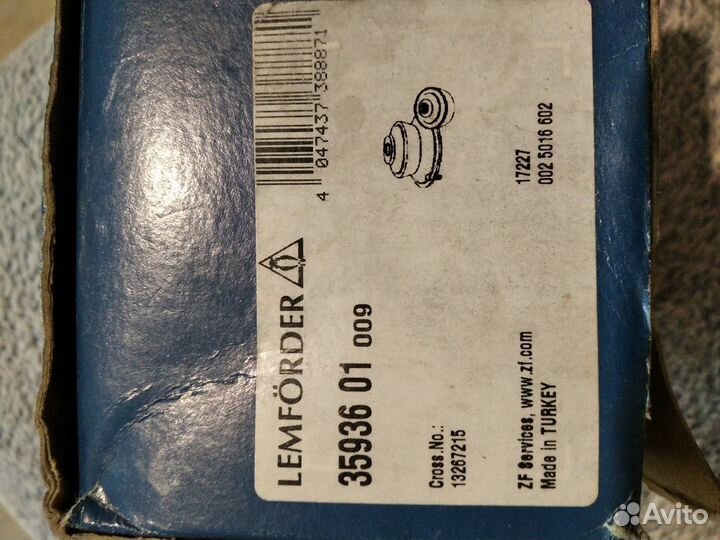 LEMFÖRDER
4 047437 388871
35936 01 009
Cross.No.:
13267215
17227
002 5016 602
ZF Services, www.zf.com
Made in TURKEY
Avito